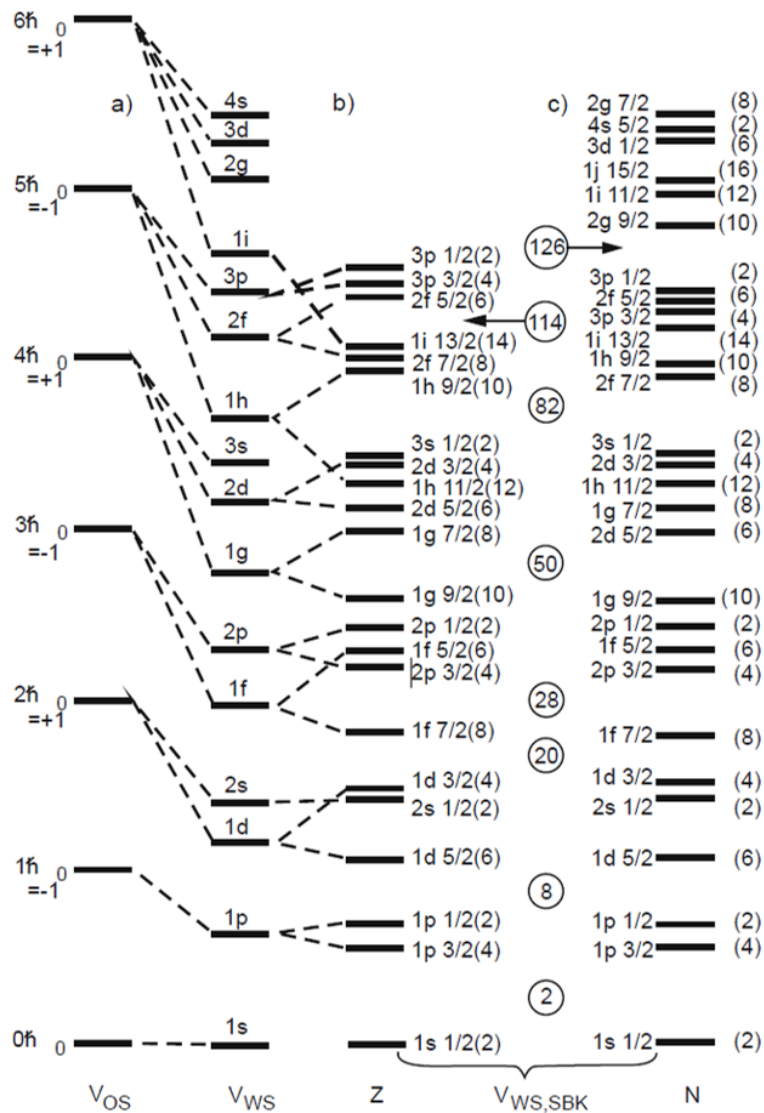 6ħ 0
=+1
5ħ 0
=-1
4ħ 0
=+1
3ħ 0
=-1
2ħ 0
=+1
1ħ 0
=-1
0ħ 0
V_OS
a)
4s
3d
2g
1i
3p
2f
1h
3s
2d
1g
2p
1f
2s
1d
1p
1s
V_WS
b)
3p 1/2(2)
3p 3/2(4)
2f 5/2(6)
1i 13/2(14)
2f 7/2(8)
1h 9/2(10)
3s 1/2(2)
2d 3/2(4)
1h 11/2(12)
2d 5/2(6)
1g 7/2(8)
1g 9/2(10)
2p 1/2(2)
1f 5/2(6)
2p 3/2(4)
1f 7/2(8)
1d 3/2(4)
2s 1/2(2)
1d 5/2(6)
1p 1/2(2)
1p 3/2(4)
1s 1/2(2)
Z
126
114
82
50
28
20
8
2
V_WS,SBK
c)
2g 7/2 (8)
4s 5/2 (2)
3d 1/2 (6)
1j 15/2 (16)
1i 11/2 (12)
2g 9/2 (10)
3p 1/2 (2)
2f 5/2 (6)
3p 3/2 (4)
1i 13/2 (14)
1h 9/2 (10)
2f 7/2 (8)
3s 1/2 (2)
2d 3/2 (4)
1h 11/2 (12)
1g 7/2 (8)
2d 5/2 (6)
1g 9/2 (10)
2p 1/2 (2)
1f 5/2 (6)
2p 3/2 (4)
1f 7/2 (8)
1d 3/2 (4)
2s 1/2 (2)
1d 5/2 (6)
1p 1/2 (2)
1p 3/2 (4)
1s 1/2 (2)
N